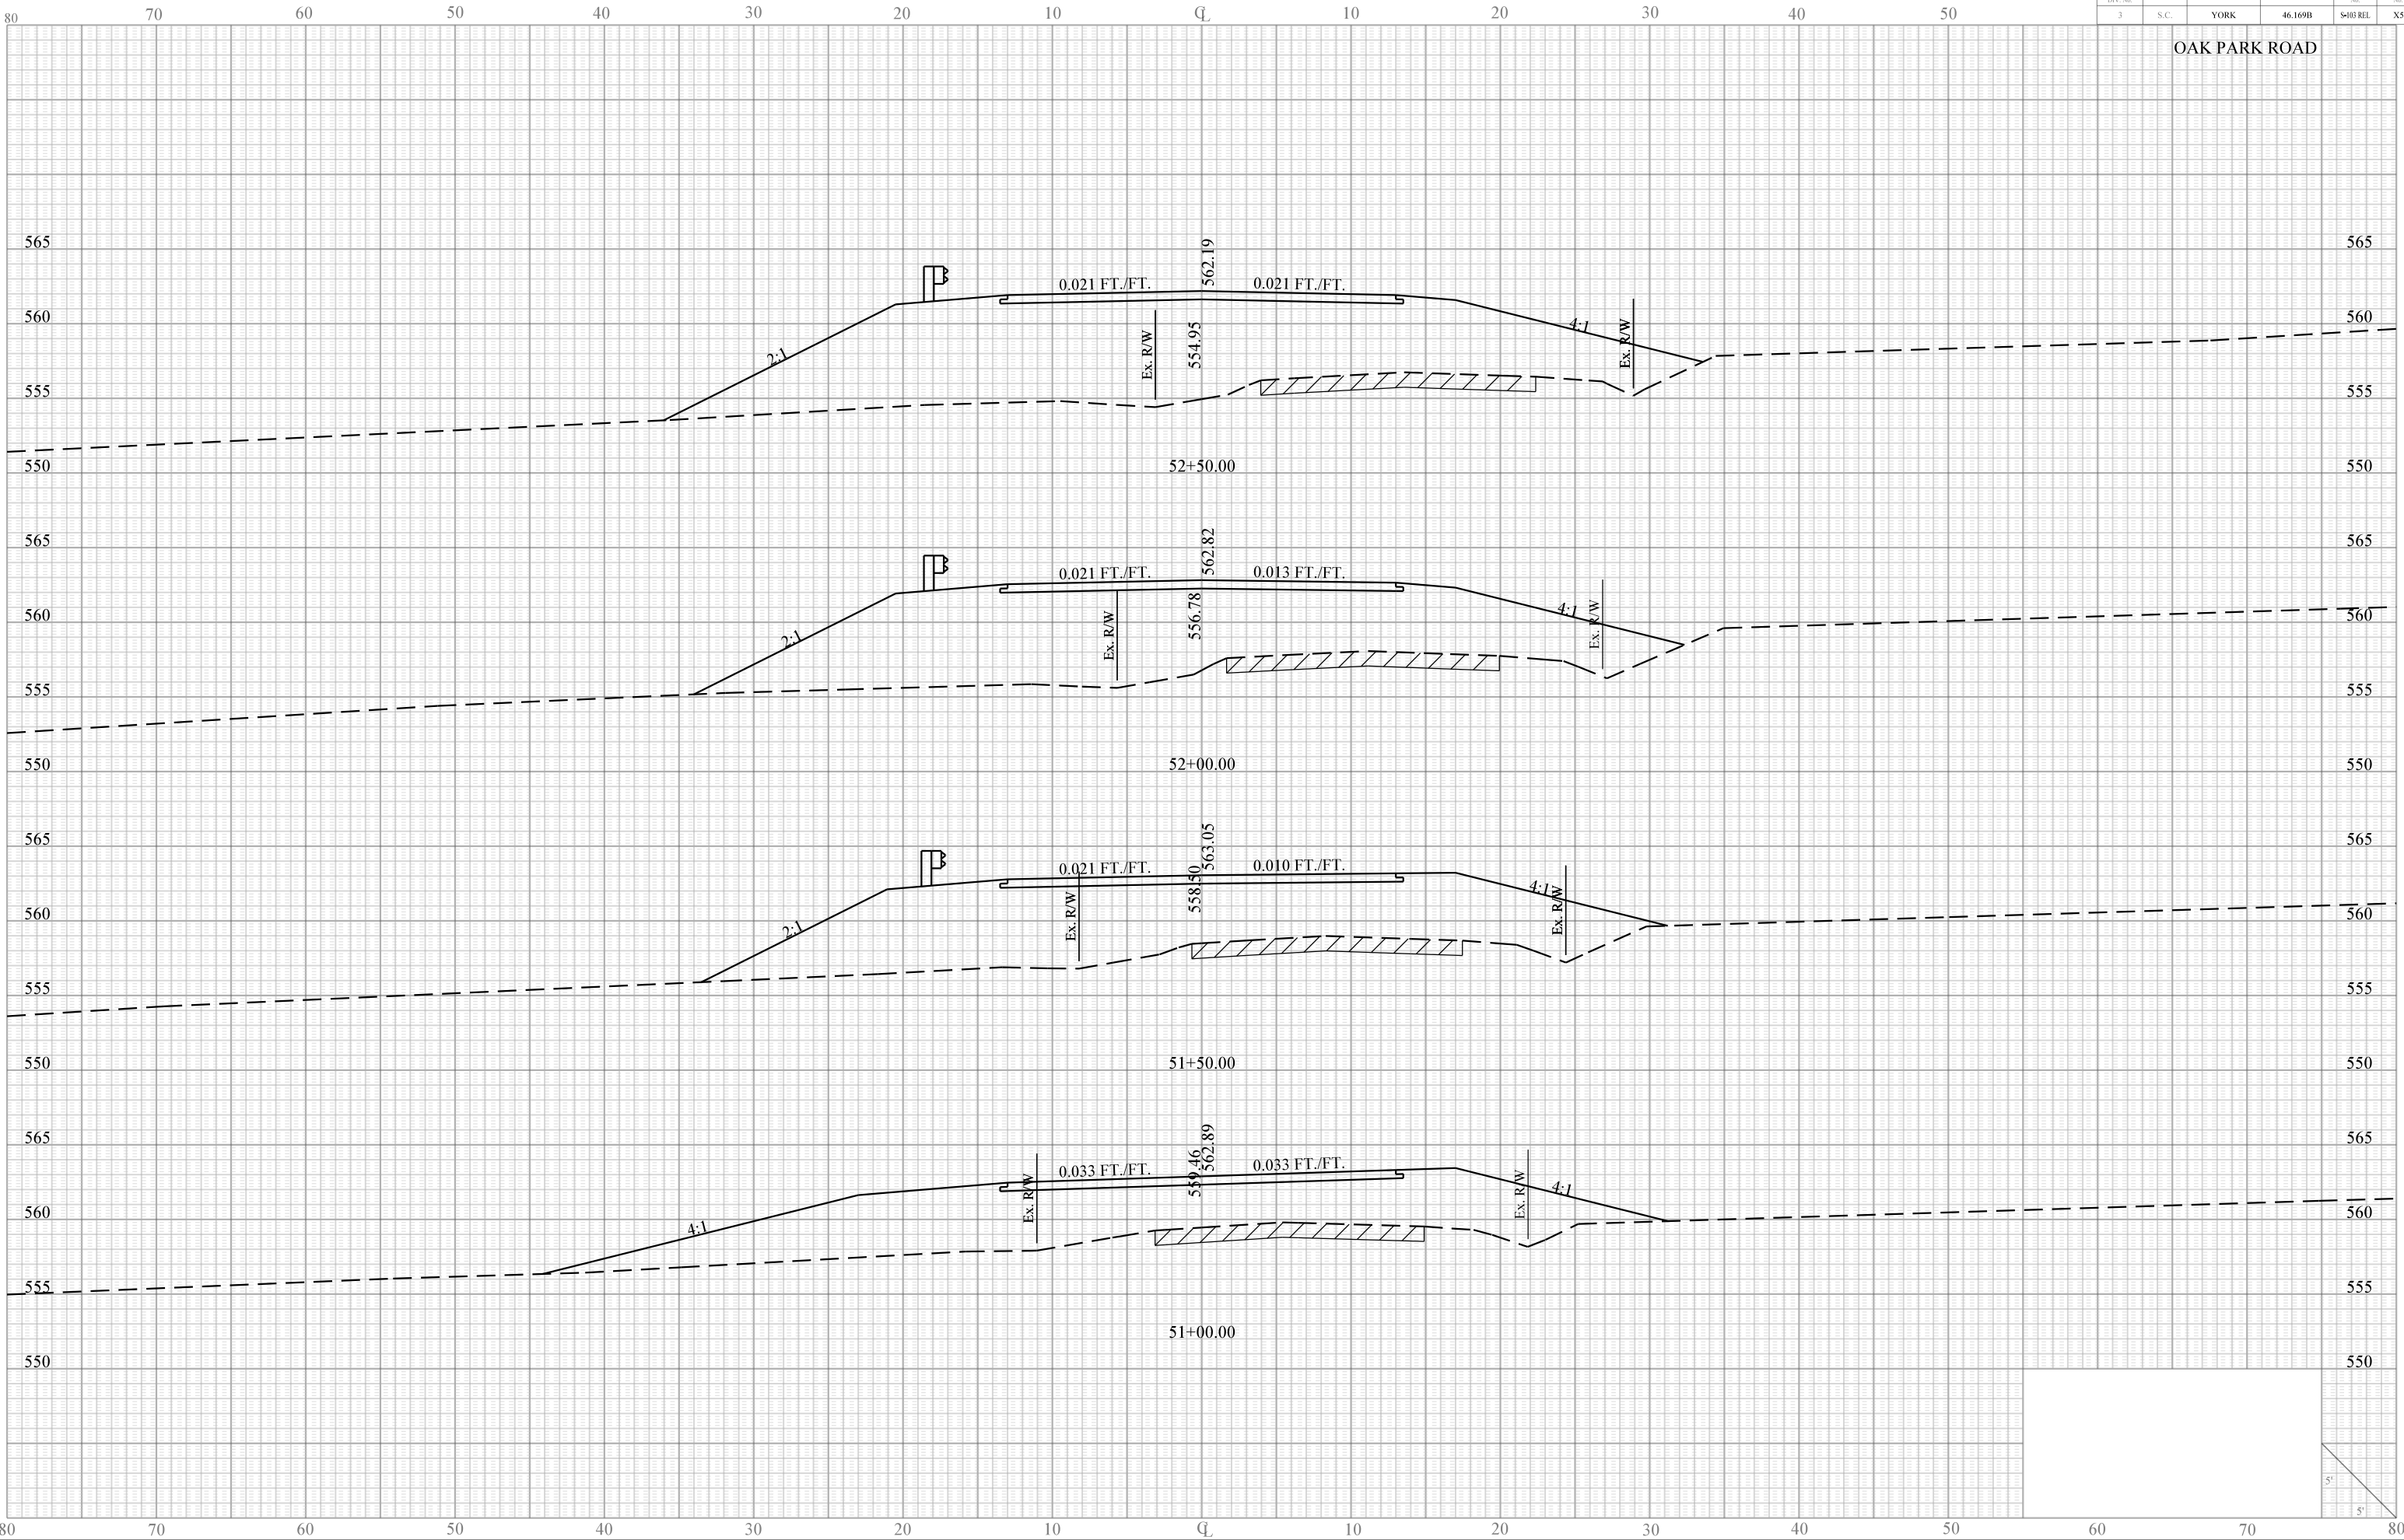 80 70 60 50 40 30 20 10 CL 10 20 30 40 50
3 S.C. YORK 46.169B S-103 REL X5
OAK PARK ROAD
565 562.19 565
0.021 FT./FT. 0.021 FT./FT.
560 2:1 Ex. R/W 554.95 4:1 Ex. R/W 560
555 555
550 52+50.00 550
565 562.82 565
0.021 FT./FT. 0.013 FT./FT.
560 2:1 Ex. R/W 556.78 4:1 Ex. R/W 560
555 555
550 52+00.00 550
565 563.05 565
0.021 FT./FT. 0.010 FT./FT.
560 2:1 Ex. R/W 558.50 4:1 Ex. R/W 560
555 555
550 51+50.00 550
565 562.89 565
0.033 FT./FT. 0.033 FT./FT.
560 4:1 Ex. R/W 559.46 Ex. R/W 4:1 560
555 555
51+00.00
550 550
5'
5'
80 70 60 50 40 30 20 10 CL 10 20 30 40 50 60 70 80